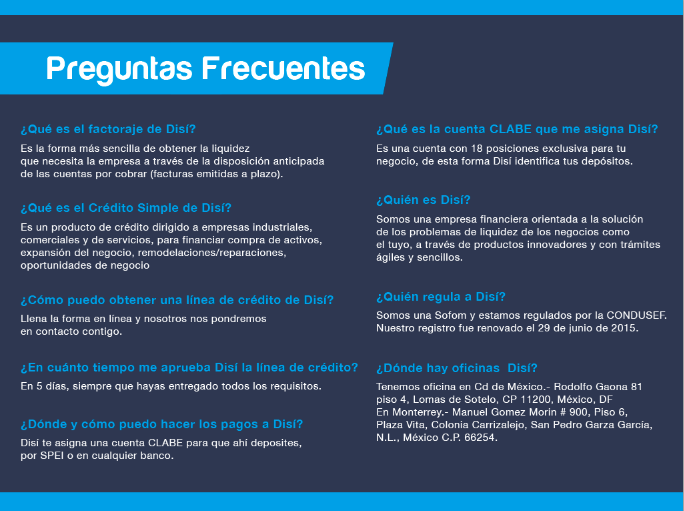 Preguntas Frecuentes
¿Qué es el factoraje de Disí?
Es la forma más sencilla de obtener la liquidez
que necesita la empresa a través de la disposición anticipada
de las cuentas por cobrar (facturas emitidas a plazo).
¿Qué es el Crédito Simple de Disí?
Es un producto de crédito dirigido a empresas industriales,
comerciales y de servicios, para financiar compra de activos,
expansión del negocio, remodelaciones/reparaciones,
oportunidades de negocio
¿Cómo puedo obtener una línea de crédito de Disí?
Llena la forma en línea y nosotros nos pondremos
en contacto contigo.
¿En cuánto tiempo me aprueba Disí la línea de crédito?
En 5 días, siempre que hayas entregado todos los requisitos.
¿Dónde y cómo puedo hacer los pagos a Disí?
Disí te asigna una cuenta CLABE para que ahí deposites,
por SPEI o en cualquier banco.
¿Qué es la cuenta CLABE que me asigna Disí?
Es una cuenta con 18 posiciones exclusiva para tu
negocio, de esta forma Disí identifica tus depósitos.
¿Quién es Disí?
Somos una empresa financiera orientada a la solución
de los problemas de liquidez de los negocios como
el tuyo, a través de productos innovadores y con trámites
ágiles y sencillos.
¿Quién regula a Disí?
Somos una Sofom y estamos regulados por la CONDUSEF.
Nuestro registro fue renovado el 29 de junio de 2015.
¿Dónde hay oficinas Disí?
Tenemos oficina en Cd de México.- Rodolfo Gaona 81
piso 4, Lomas de Sotelo, CP 11200, México, DF
En Monterrey.- Manuel Gomez Morin # 900, Piso 6,
Plaza Vita, Colonia Carrizalejo, San Pedro Garza García,
N.L., México C.P. 66254.